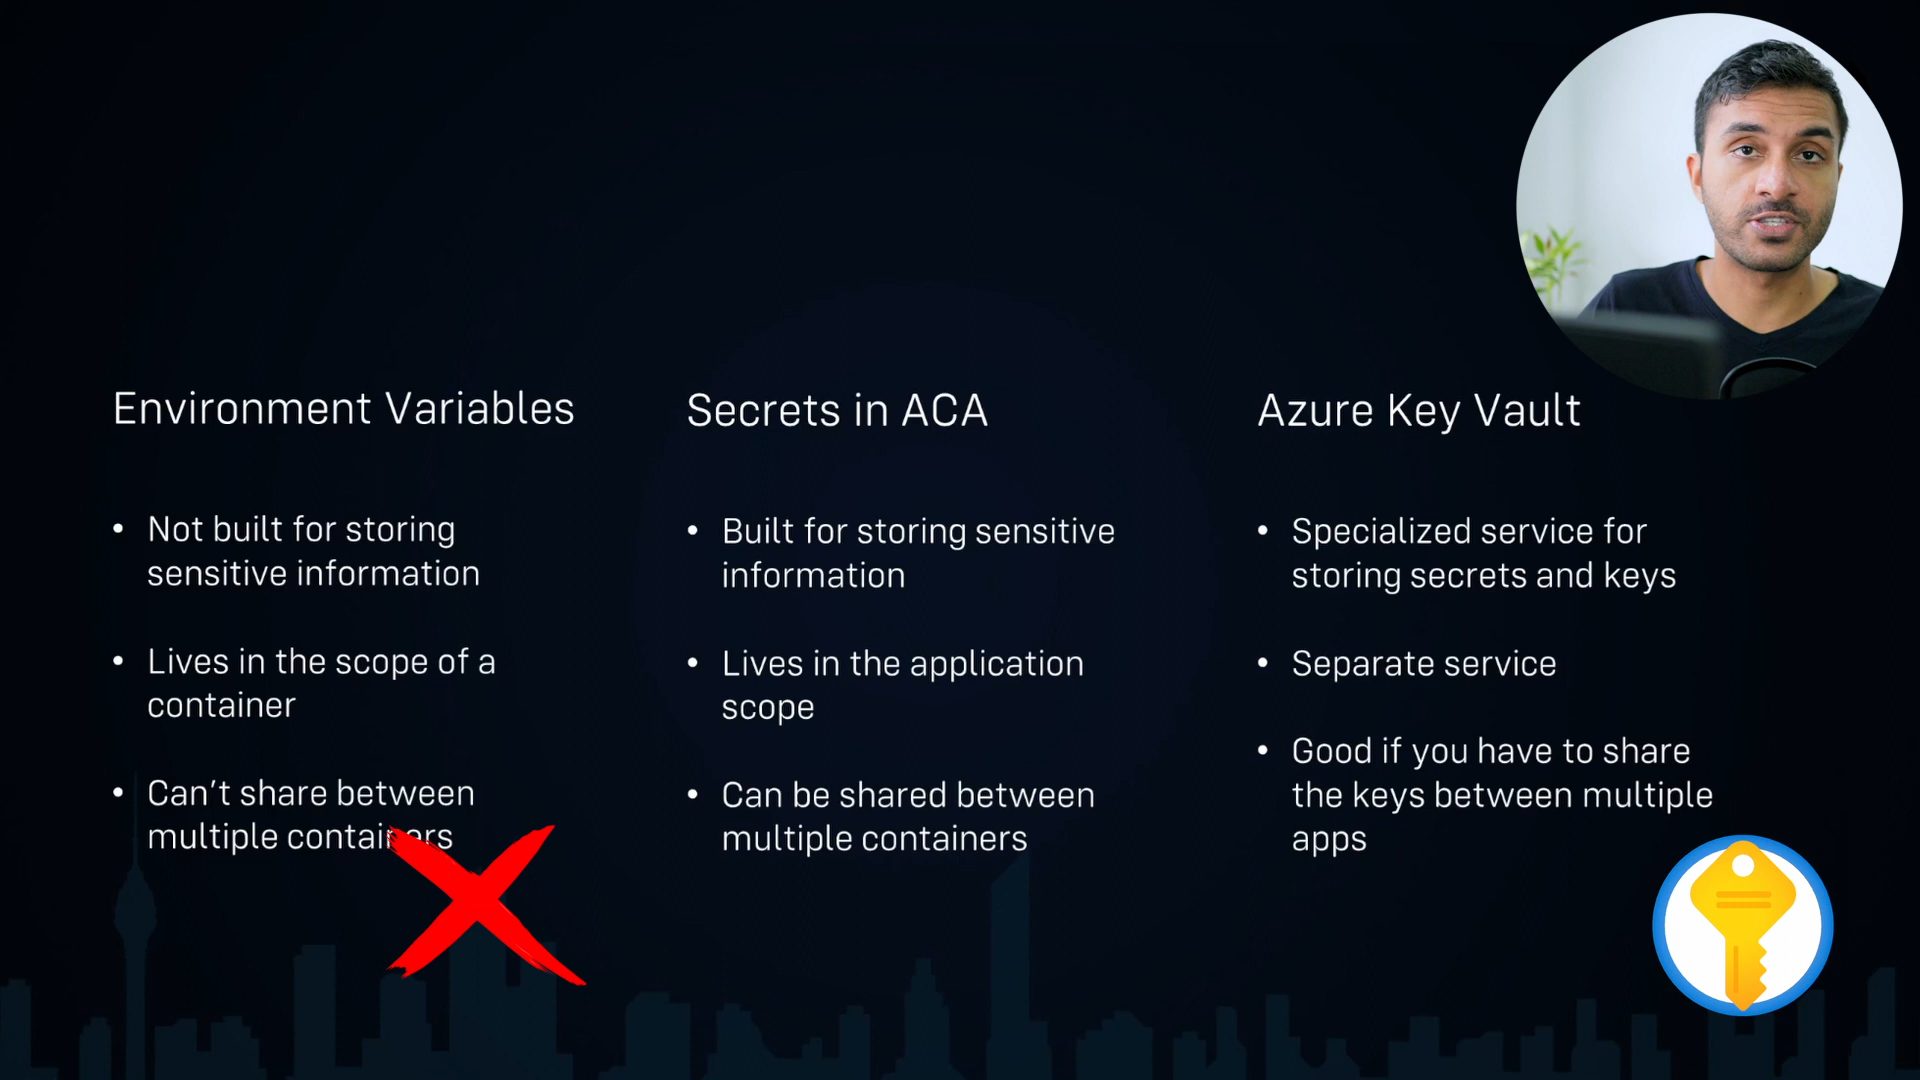 Environment Variables
• Not built for storing
sensitive information
• Lives in the scope of a
container
• Can't share between
multiple containers
Secrets in ACA
• Built for storing sensitive
information
• Lives in the application
scope
• Can be shared between
multiple containers
Azure Key Vault
• Specialized service for
storing secrets and keys
• Separate service
• Good if you have to share
the keys between multiple
apps